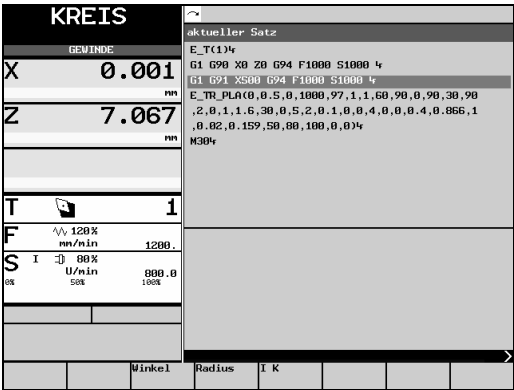 KREIS
GEWINDE
X 0.001
mm
Z 7.067
mm
T 1
F 120%
mm/min 1200.
S I 80%
U/min 800.0
0% 50% 100%
aktueller Satz
E_T(1)
G1 G90 X0 Z0 G94 F1000 S1000
G1 G91 X500 G94 F1000 S1000
E_TR_PLA(0,0.5,0,1000,97,1,1,60,90,0,90,30,90
,2,0,1,1.6,30,0,5,2,0.1,0,0,4,0,0,0.4,0.866,1
,0.02,0.159,50,80,100,0,0)
M30
Winkel Radius I K